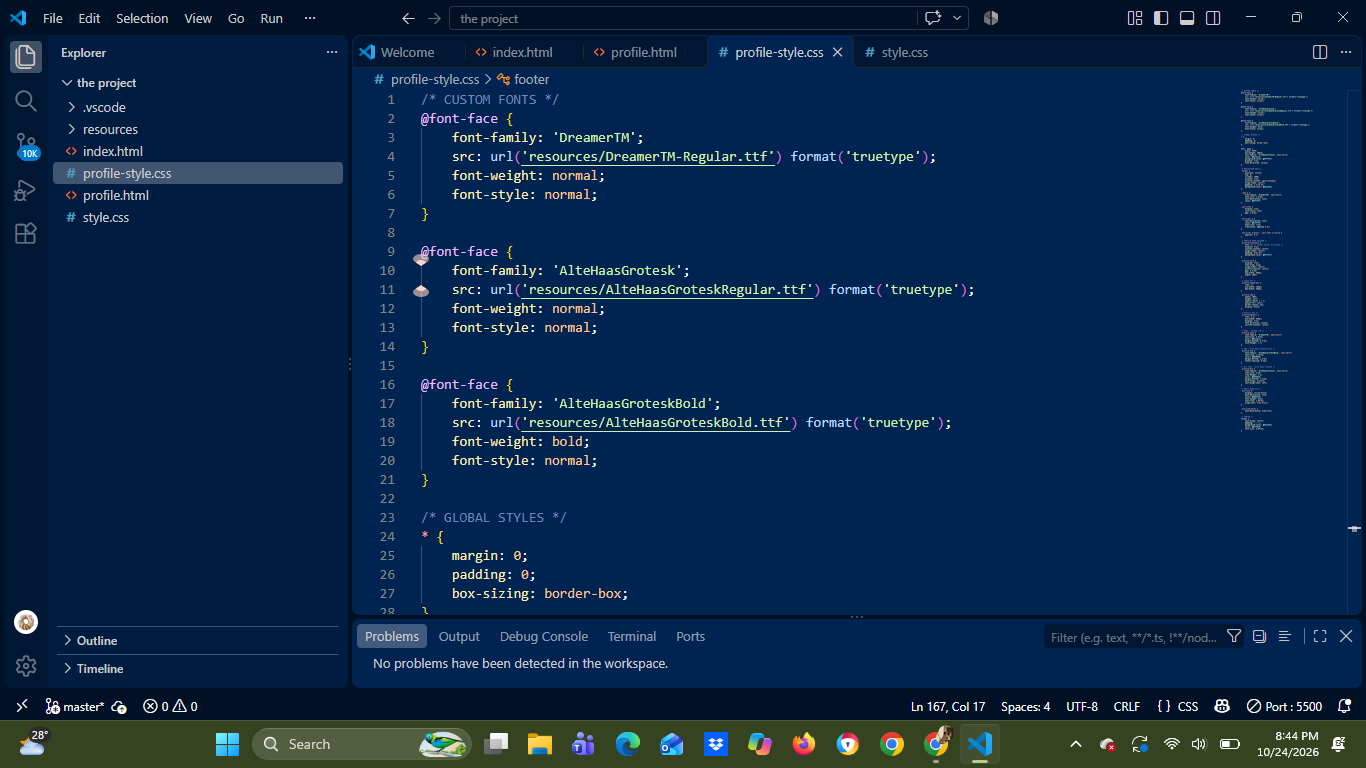 File Edit Selection View Go Run ···
the project
Explorer ···
the project
.vscode
resources
index.html
profile-style.css
profile.html
style.css
10K
Outline
Timeline
Welcome
index.html
profile.html
profile-style.css
style.css
profile-style.css > footer
1 /* CUSTOM FONTS */
2 @font-face {
3 font-family: 'DreamerTM';
4 src: url('resources/DreamerTM-Regular.ttf') format('truetype');
5 font-weight: normal;
6 font-style: normal;
7 }
8
9 @font-face {
10 font-family: 'AlteHaasGrotesk';
11 src: url('resources/AlteHaasGroteskRegular.ttf') format('truetype');
12 font-weight: normal;
13 font-style: normal;
14 }
15
16 @font-face {
17 font-family: 'AlteHaasGroteskBold';
18 src: url('resources/AlteHaasGroteskBold.ttf') format('truetype');
19 font-weight: bold;
20 font-style: normal;
21 }
22
23 /* GLOBAL STYLES */
24 * {
25 margin: 0;
26 padding: 0;
27 box-sizing: border-box;
28 }
Problems Output Debug Console Terminal Ports
Filter (e.g. text, **/*.ts, !**/nod...
No problems have been detected in the workspace.
master* 0 0
Ln 167, Col 17 Spaces: 4 UTF-8 CRLF { } CSS Port : 5500
28°
Search
8:44 PM
10/24/2026